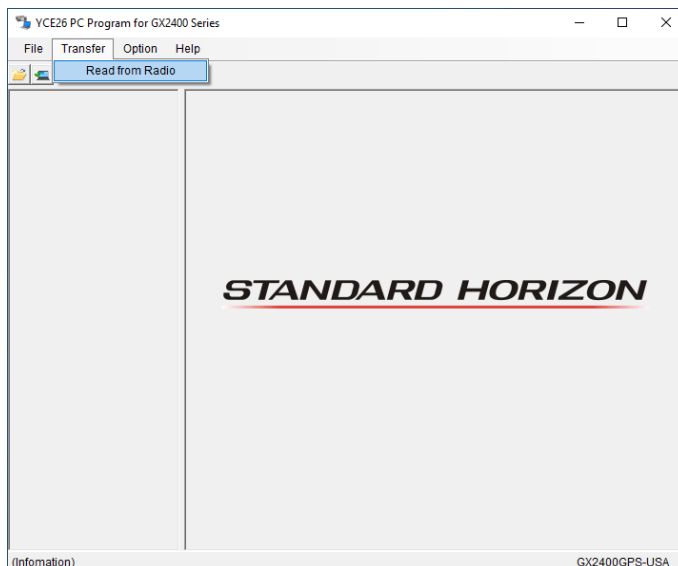 YCE26 PC Program for GX2400 Series
File Transfer Option Help
Read from Radio
STANDARD HORIZON
(Infomation) GX2400GPS-USA